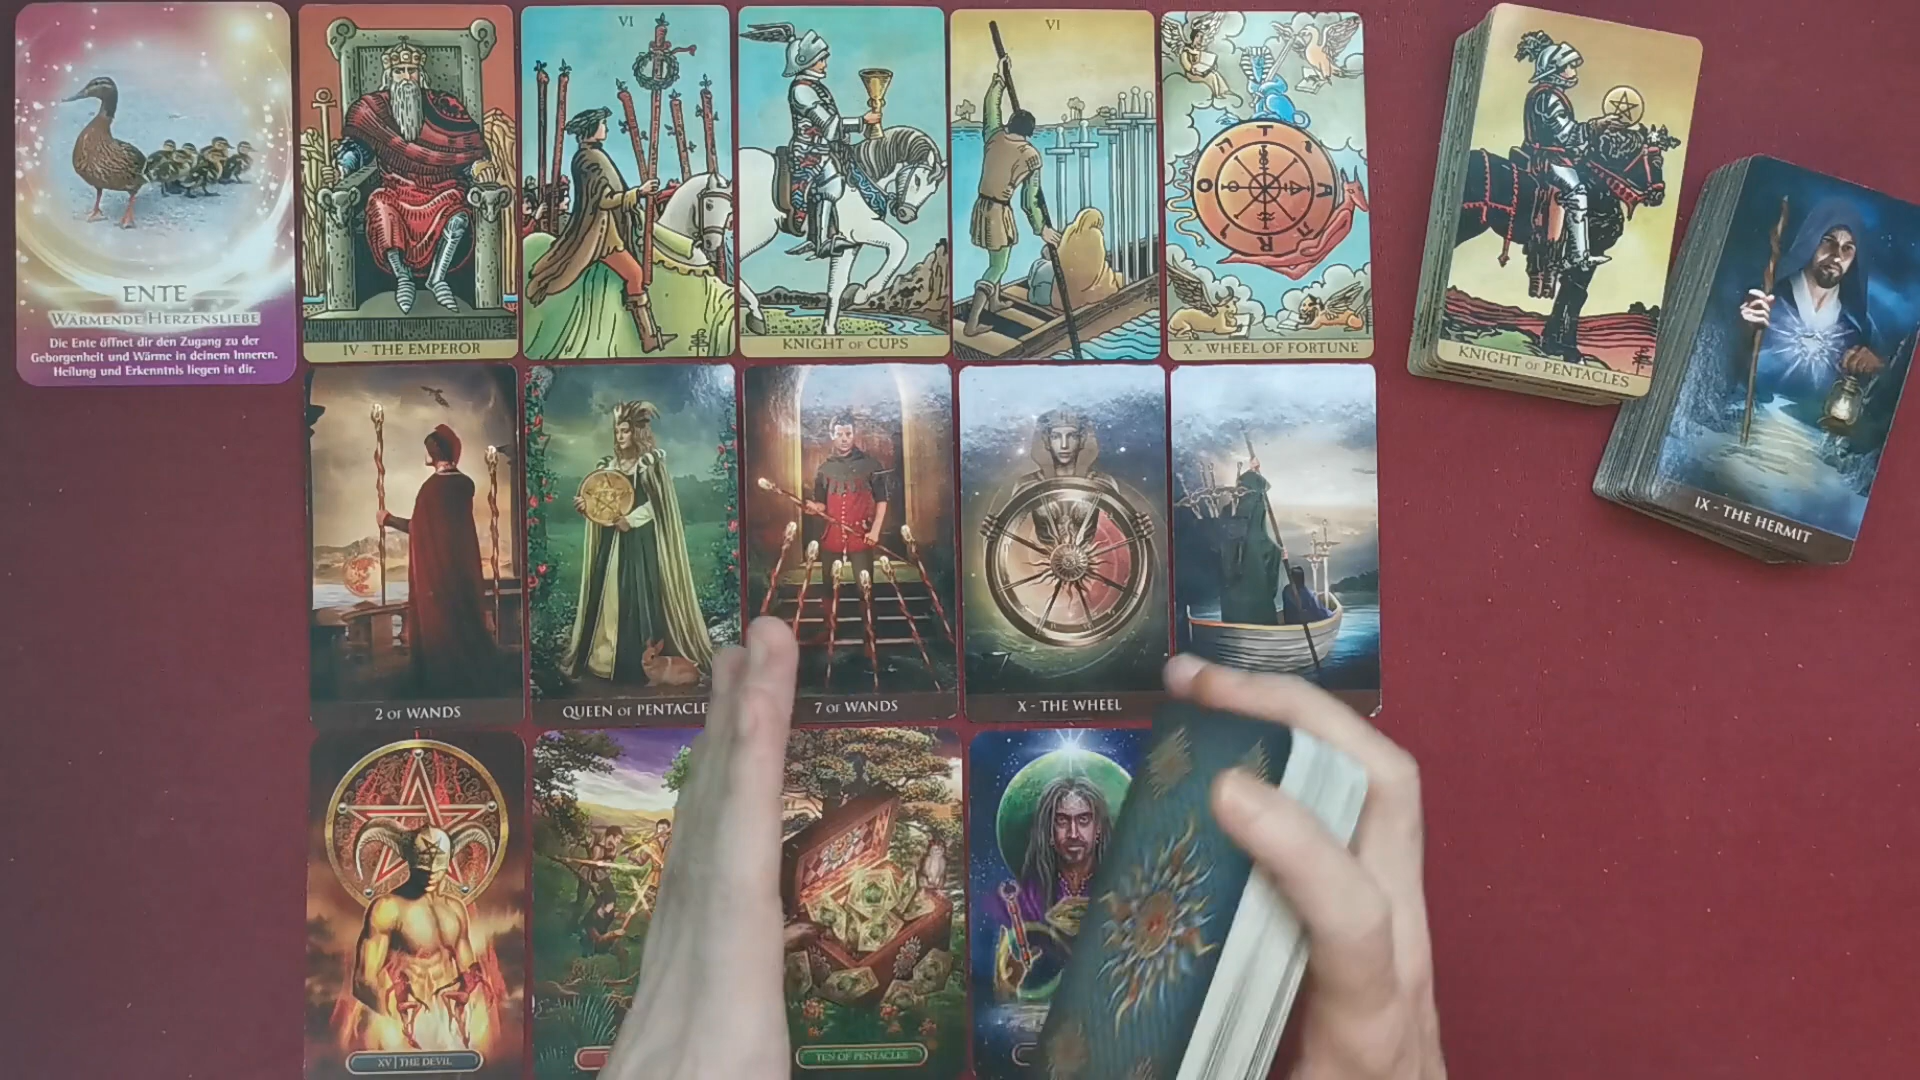 ENTE
WÄRMENDE HERZENSLIEBE
Die Ente öffnet dir den Zugang zu der
Geborgenheit und Wärme in deinem Inneren.
Heilung und Erkenntnis liegen in dir.
IV - THE EMPEROR
VI
KNIGHT OF CUPS
VI
T
A
R
O
X - WHEEL OF FORTUNE
KNIGHT OF PENTACLES
IX - THE HERMIT
2 OF WANDS
QUEEN OF PENTACLE
7 OF WANDS
X - THE WHEEL
XV | THE DEVIL
TEN OF PENTACLES